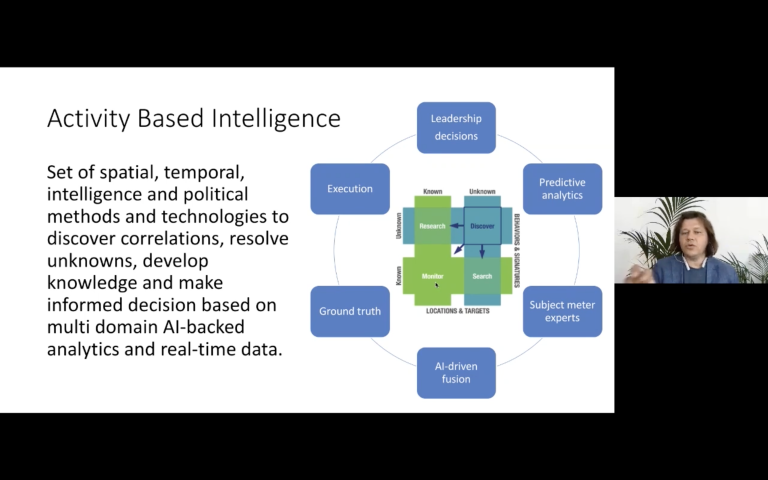 Activity Based Intelligence
Set of spatial, temporal,
intelligence and political
methods and technologies to
discover correlations, resolve
unknowns, develop
knowledge and make
informed decision based on
multi domain AI-backed
analytics and real-time data.
Leadership
decisions
Predictive
analytics
Subject meter
experts
AI-driven
fusion
Ground truth
Execution
Known
Unknown
Unknown
Known
Research
Discover
Monitor
Search
BEHAVIORS & SIGNATURES
LOCATIONS & TARGETS